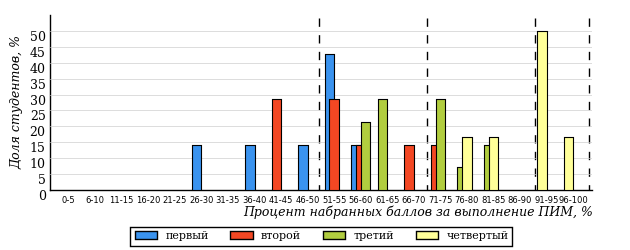 Доля студентов, %
50
45
40
35
30
25
20
15
10
5
0
0-5 6-10 11-15 16-20 21-25 26-30 31-35 36-40 41-45 46-50 51-55 56-60 61-65 66-70 71-75 76-80 81-85 86-90 91-95 96-100
Процент набранных баллов за выполнение ПИМ, %
первый второй третий четвертый